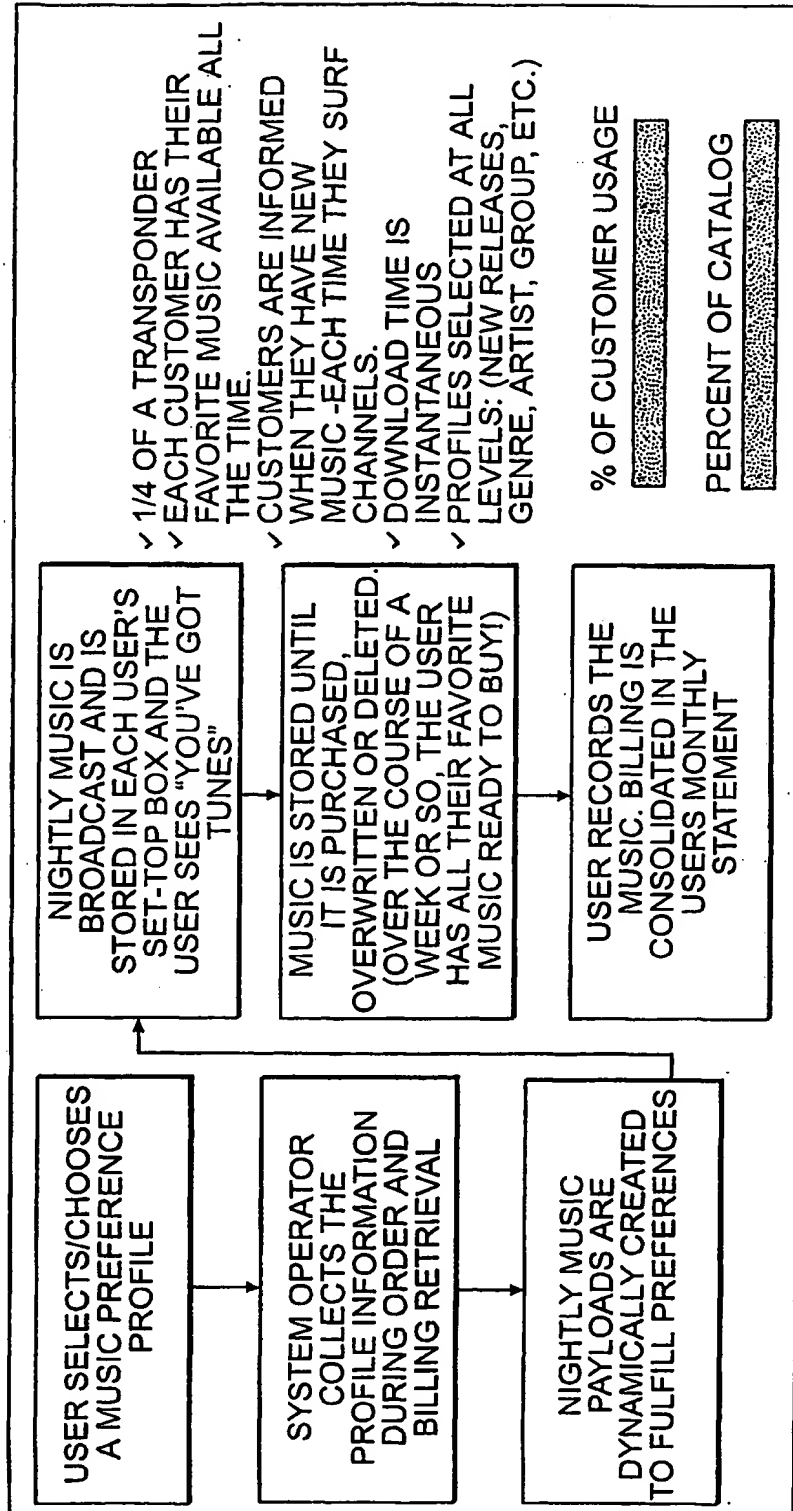 USER SELECTS/CHOOSES
A MUSIC PREFERENCE
PROFILE
SYSTEM OPERATOR
COLLECTS THE
PROFILE INFORMATION
DURING ORDER AND
BILLING RETRIEVAL
NIGHTLY MUSIC
PAYLOADS ARE
DYNAMICALLY CREATED
TO FULFILL PREFERENCES
NIGHTLY MUSIC IS
BROADCAST AND IS
STORED IN EACH USER'S
SET-TOP BOX AND THE
USER SEES "YOU'VE GOT
TUNES"
MUSIC IS STORED UNTIL
IT IS PURCHASED,
OVERWRITTEN OR DELETED.
(OVER THE COURSE OF A
WEEK OR SO, THE USER
HAS ALL THEIR FAVORITE
MUSIC READY TO BUY!)
USER RECORDS THE
MUSIC. BILLING IS
CONSOLIDATED IN THE
USERS MONTHLY
STATEMENT
✓ 1/4 OF A TRANSPONDER
✓ EACH CUSTOMER HAS THEIR
FAVORITE MUSIC AVAILABLE ALL
THE TIME.
✓ CUSTOMERS ARE INFORMED
WHEN THEY HAVE NEW
MUSIC -EACH TIME THEY SURF
CHANNELS.
✓ DOWNLOAD TIME IS
INSTANTANEOUS
✓ PROFILES SELECTED AT ALL
LEVELS: (NEW RELEASES,
GENRE, ARTIST, GROUP, ETC.)
% OF CUSTOMER USAGE
PERCENT OF CATALOG